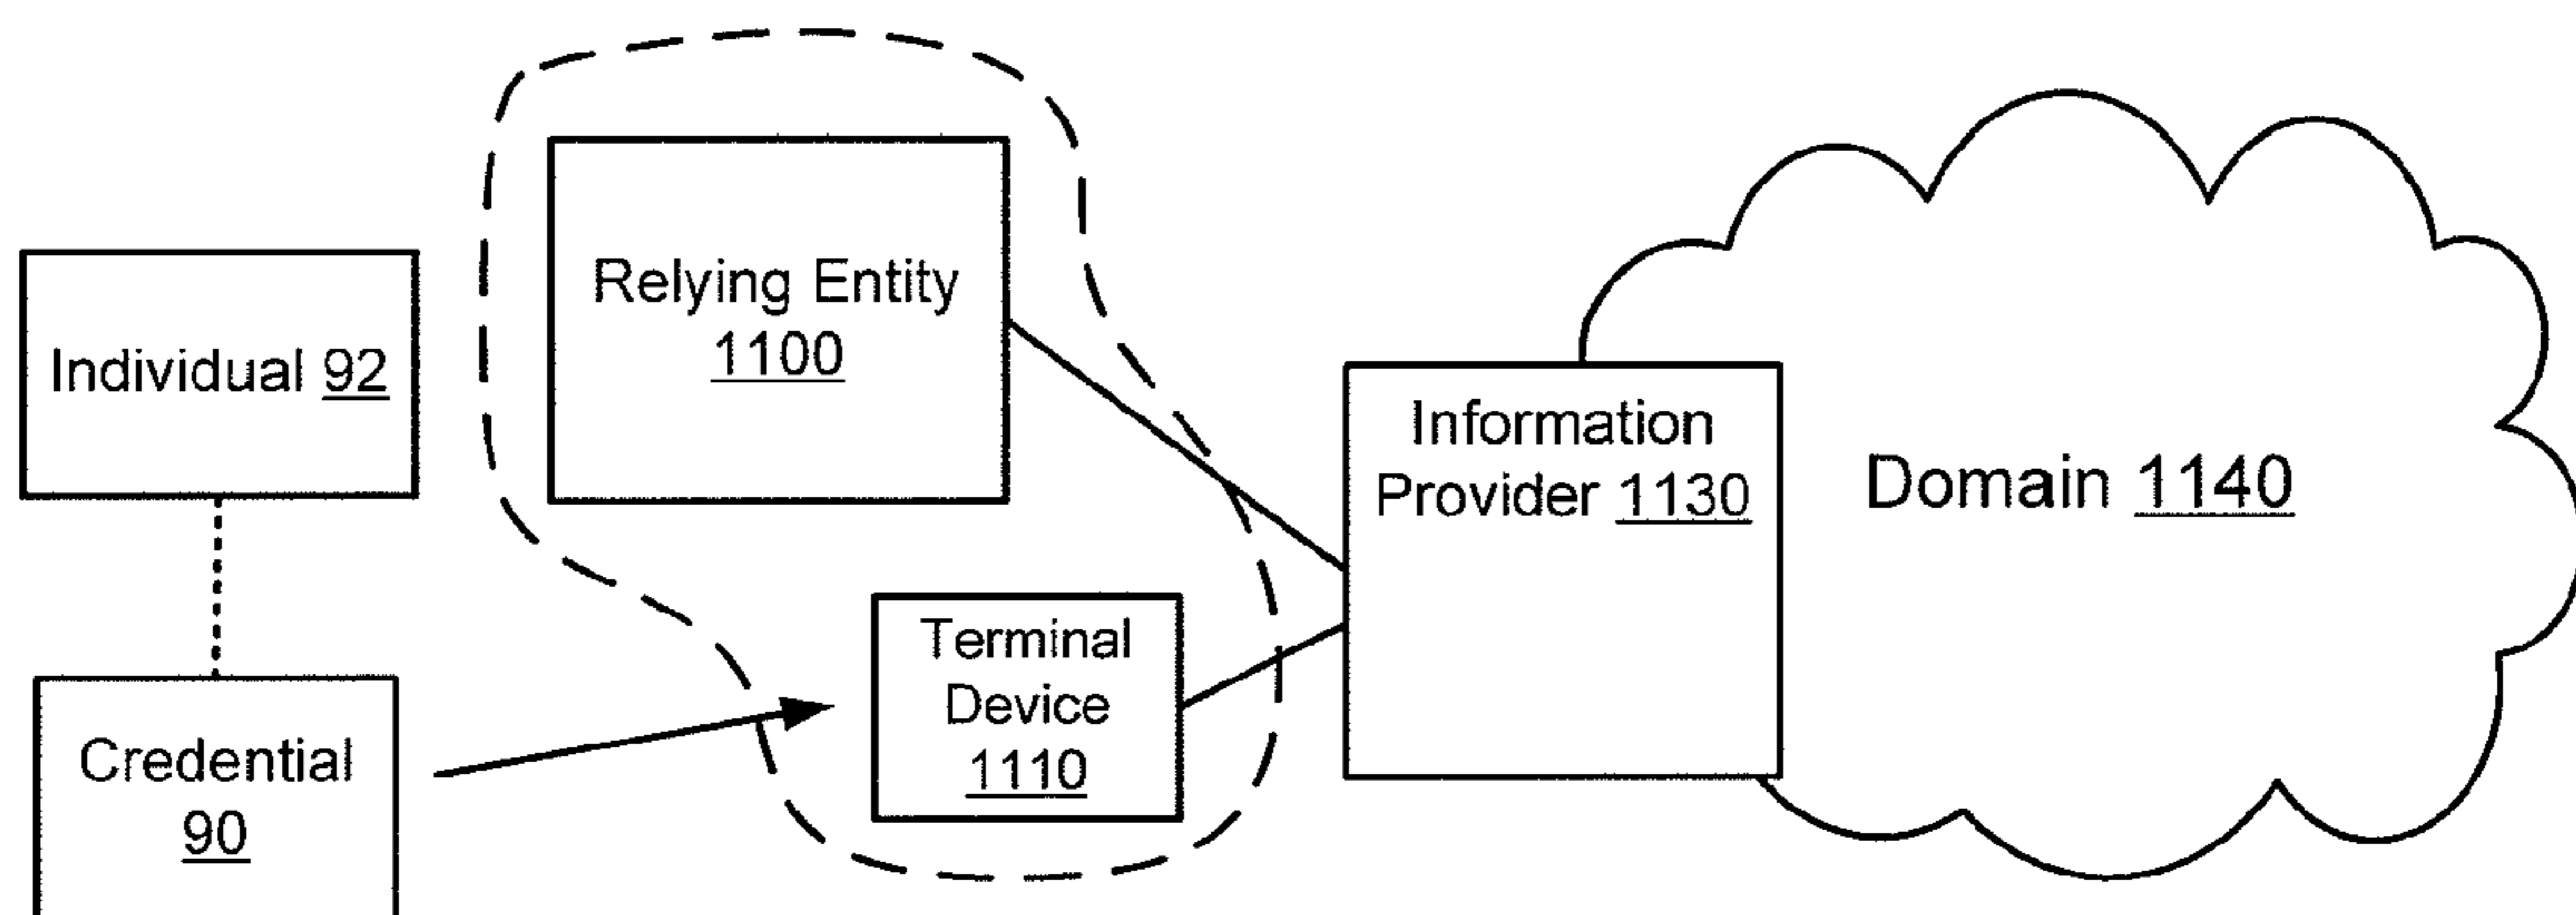 Relying Entity
1100
Individual 92
Information
Provider 1130
Domain 1140
Terminal
Device
1110
Credential
90